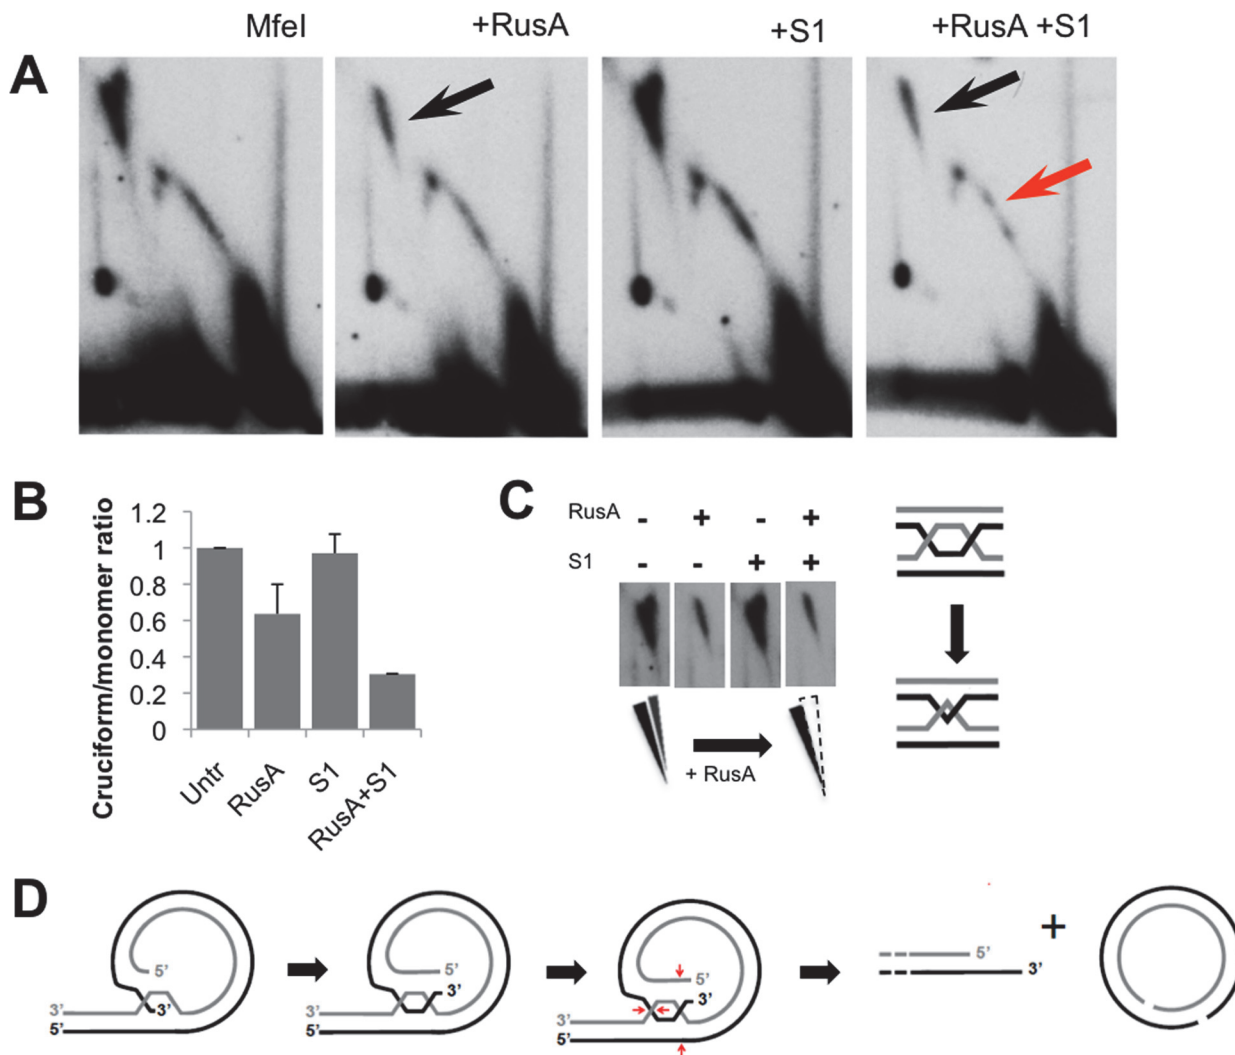 MfeI +RusA +S1 +RusA +S1
A
B
C
Cruciform/monomer ratio
1.2
1
0.8
0.6
0.4
0.2
0
Untr
RusA
S1
RusA+S1
RusA - + - +
S1 - - + +
+ RusA
D
5'
3'
3'
5'
5'
3'
3'
5'
5'
3'
3'
5'
5'
3'
+